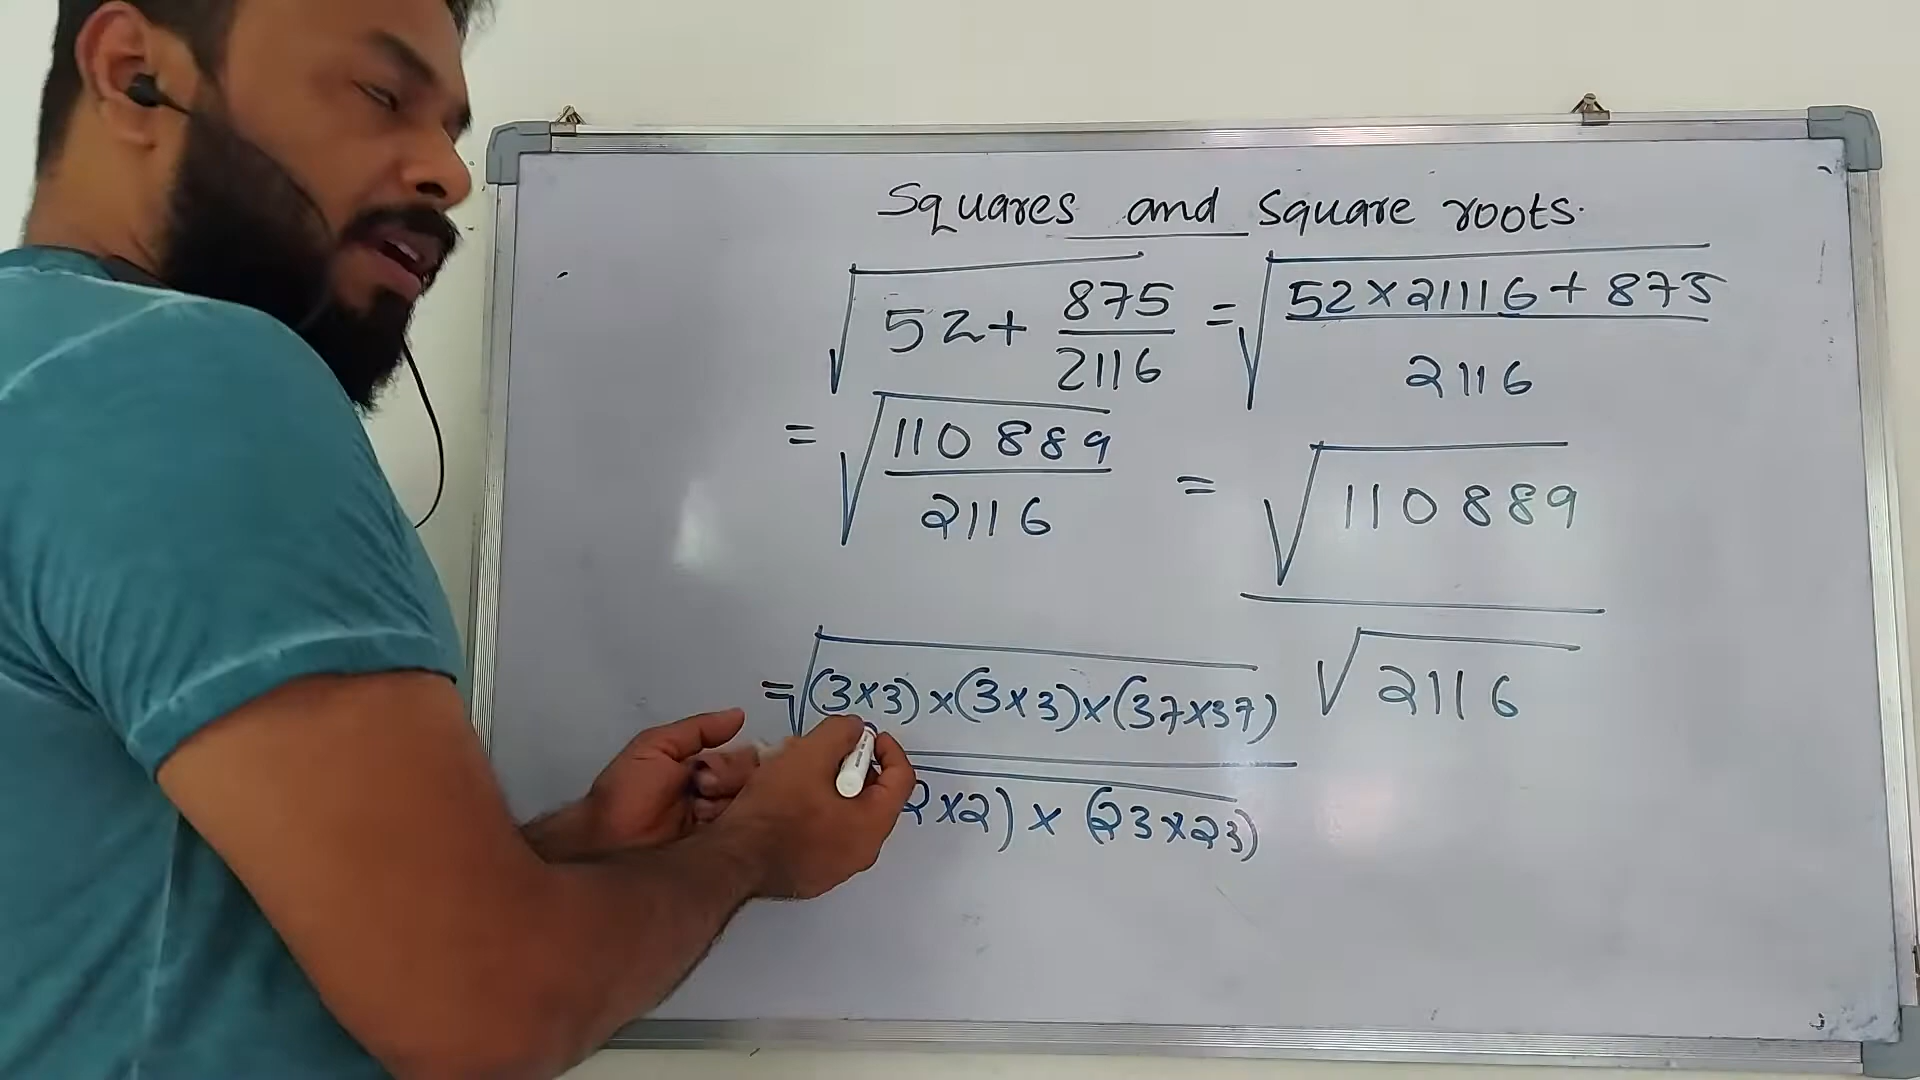 Squares and square roots.
√(52 + 875/2116) = √((52×21116 + 875)/2116)
= √(110889/2116) = √110889/√2116
= √((3×3)×(3×3)×(37×37))
2×2) × (23×23)